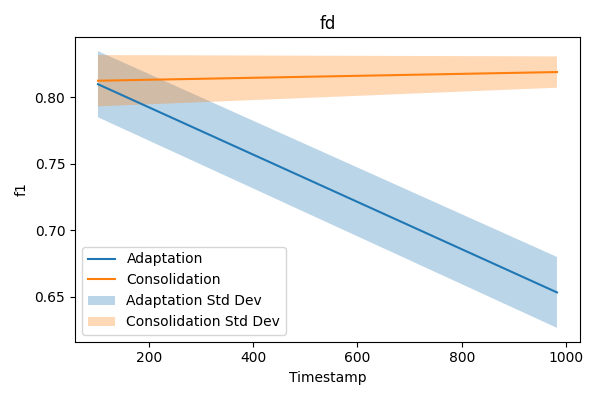 fd
f1
0.80
0.75
0.70
0.65
Adaptation
Consolidation
Adaptation Std Dev
Consolidation Std Dev
200 400 600 800 1000
Timestamp